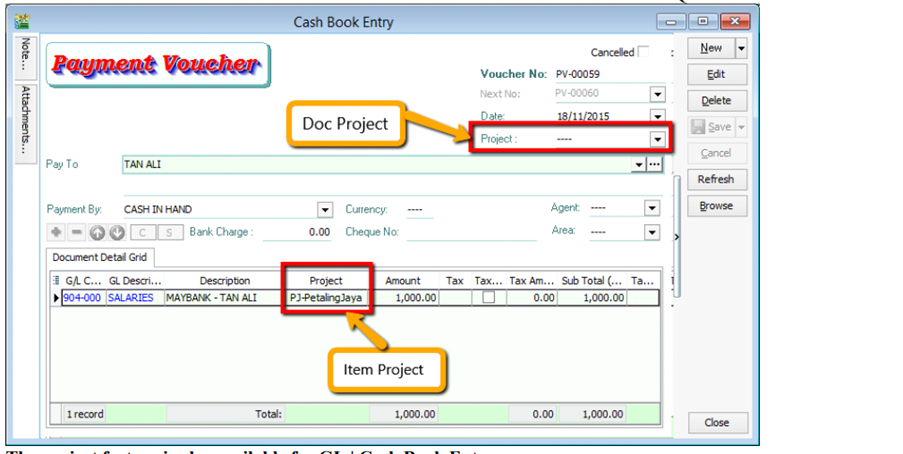 Cash Book Entry
Note...
Attachments...
Payment Voucher
Cancelled
Voucher No: PV-00059
Next No: PV-00060
Date: 18/11/2015
Project : ----
Doc Project
Pay To TAN ALI
Payment By: CASH IN HAND Currency: ---- Agent: ----
C S Bank Charge : 0.00 Cheque No: Area: ----
Document Detail Grid
G/L C... GL Descri... Description Project Amount Tax Tax... Tax Am... Sub Total (... Ta...
904-000 SALARIES MAYBANK - TAN ALI PJ-PetalingJaya 1,000.00 0.00 1,000.00
Item Project
1 record Total: 1,000.00 0.00 1,000.00
New
Edit
Delete
Save
Cancel
Refresh
Browse
Close